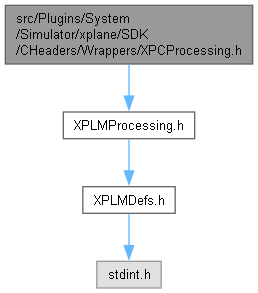 src/Plugins/System
/Simulator/xplane/SDK
/CHeaders/Wrappers/XPCProcessing.h
XPLMProcessing.h
XPLMDefs.h
stdint.h